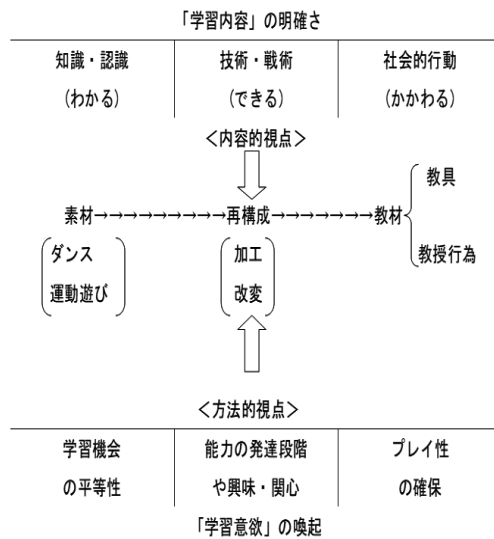 「学習内容」の明確さ
知識・認識 技術・戦術 社会的行動
(わかる) (できる) (かかわる)
<内容的視点>
教具
素材→→→→→→→→→再構成→→→→→→→教材
ダンス 加工 教授行為
運動遊び 改変
<方法的視点>
学習機会 能力の発達段階 プレイ性
の平等性 や興味・関心 の確保
「学習意欲」の喚起